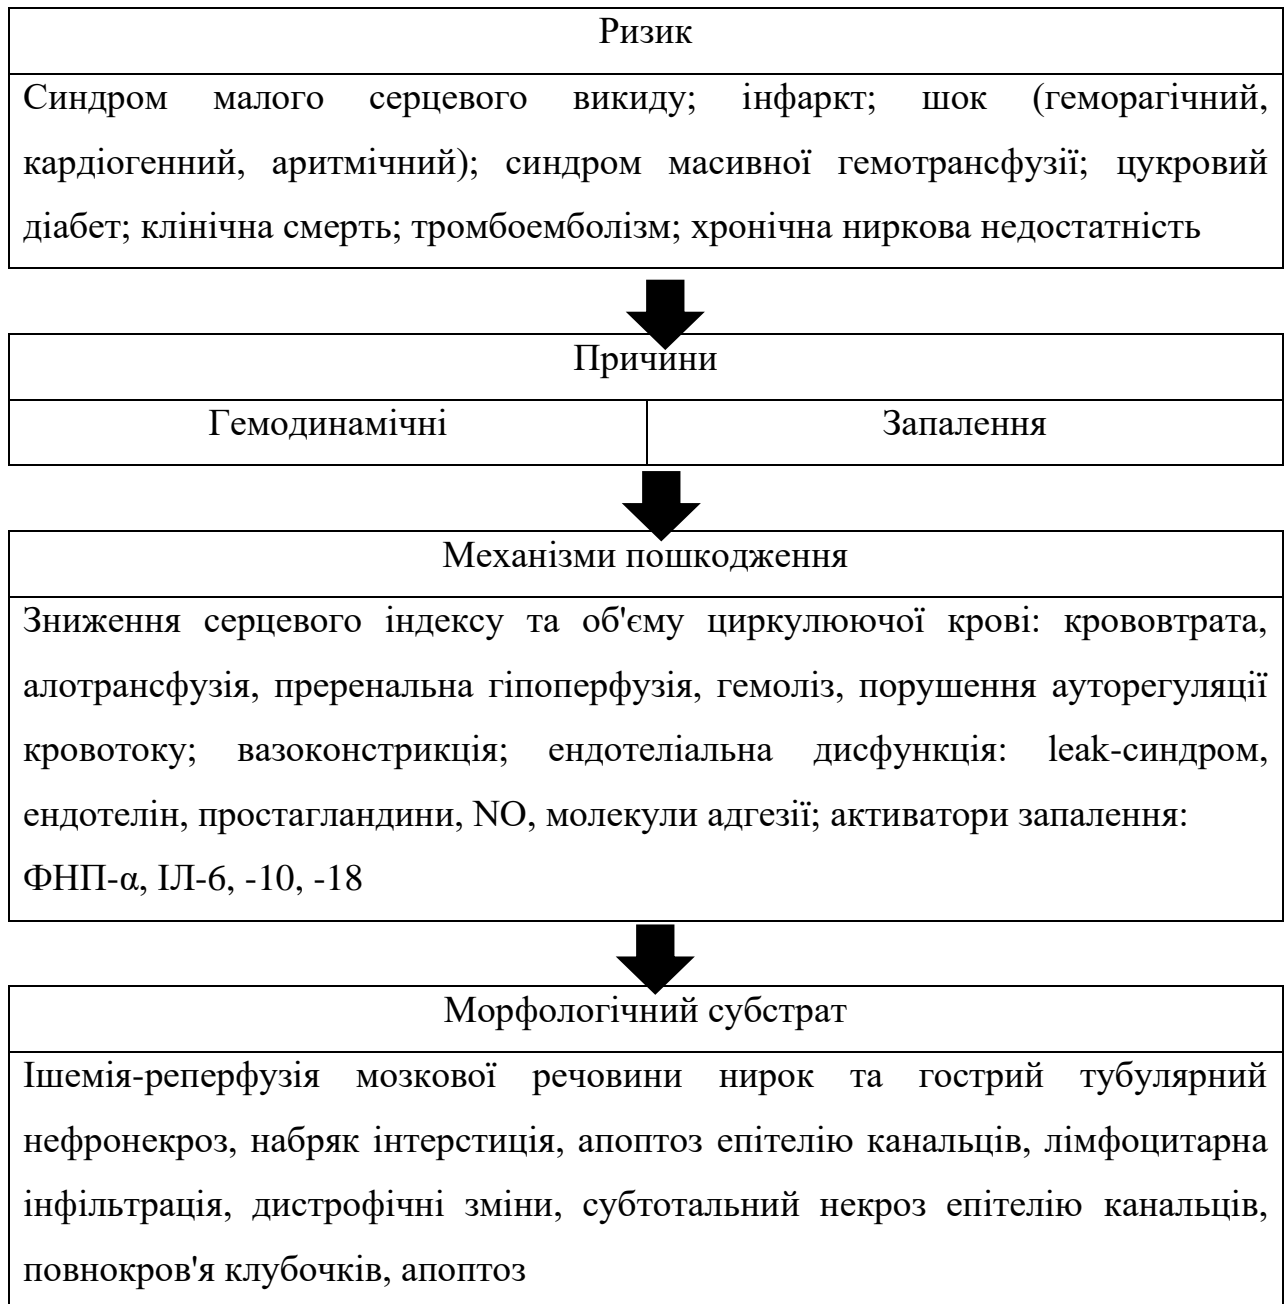 Ризик
Синдром малого серцевого викиду; інфаркт; шок (геморагічний,
кардіогенний, аритмічний); синдром масивної гемотрансфузії; цукровий
діабет; клінічна смерть; тромбоемболізм; хронічна ниркова недостатність
Причини
Гемодинамічні
Запалення
Механізми пошкодження
Зниження серцевого індексу та об'єму циркулюючої крові: крововтрата,
алотрансфузія, преренальна гіпоперфузія, гемоліз, порушення ауторегуляції
кровотоку; вазоконстрикція; ендотеліальна дисфункція: leak-синдром,
ендотелін, простагландини, NO, молекули адгезії; активатори запалення:
ФНП-α, ІЛ-6, -10, -18
Морфологічний субстрат
Ішемія-реперфузія мозкової речовини нирок та гострий тубулярний
нефронекроз, набряк інтерстиція, апоптоз епітелію канальців, лімфоцитарна
інфільтрація, дистрофічні зміни, субтотальний некроз епітелію канальців,
повнокров'я клубочків, апоптоз